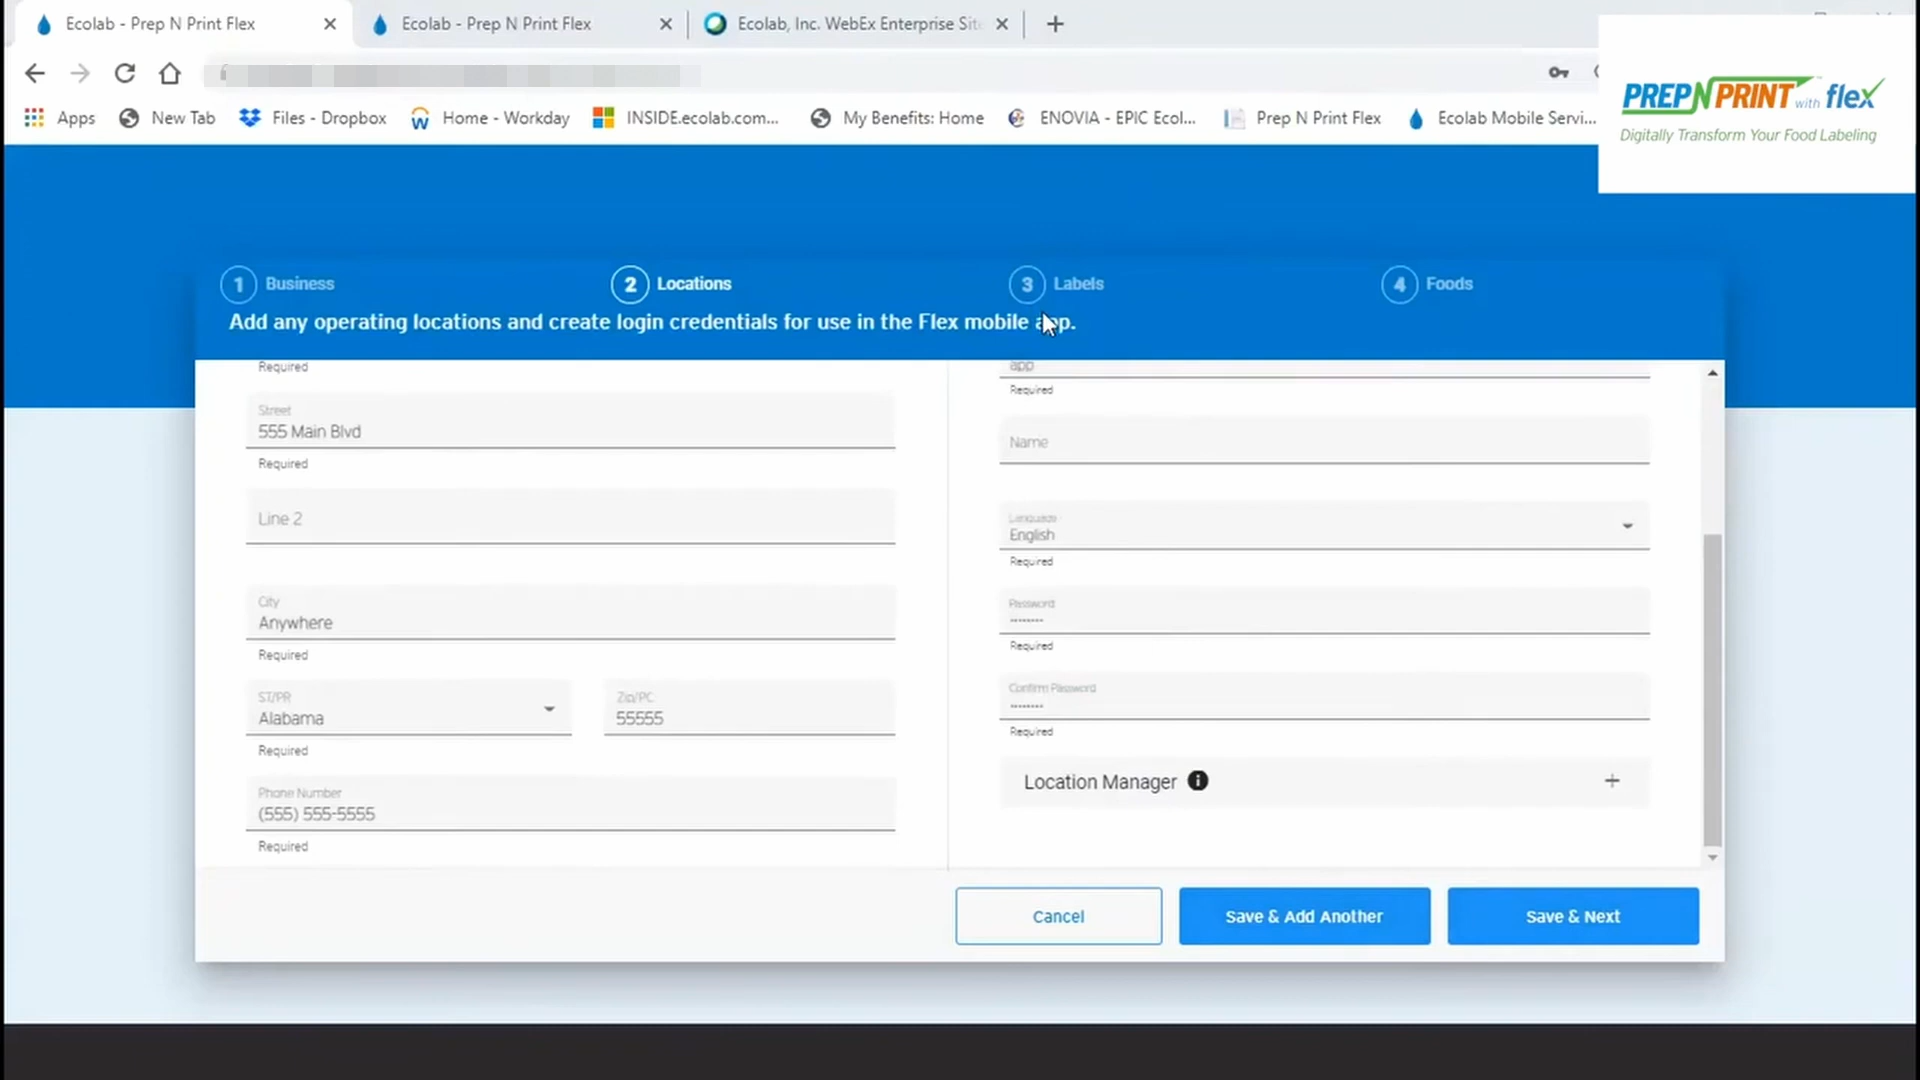 Ecolab - Prep N Print Flex
Ecolab - Prep N Print Flex
Ecolab, Inc. WebEx Enterprise Sit
Apps
New Tab
Files - Dropbox
Home - Workday
INSIDE.ecolab.com...
My Benefits: Home
ENOVIA - EPIC Ecol...
Prep N Print Flex
Ecolab Mobile Servi...
PREP N PRINT with flex
Digitally Transform Your Food Labeling
1 Business
2 Locations
3 Labels
4 Foods
Add any operating locations and create login credentials for use in the Flex mobile app.
Required
Street
555 Main Blvd
Required
Line 2
City
Anywhere
Required
ST/PR
Alabama
Required
Zip/PC
55555
Phone Number
(555) 555-5555
Required
app
Required
Name
Language
English
Required
Password
Required
Confirm Password
Required
Location Manager
Cancel
Save & Add Another
Save & Next